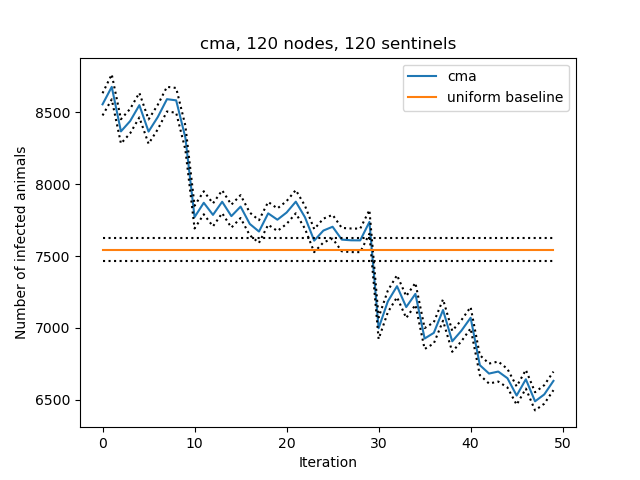 cma, 120 nodes, 120 sentinels
cma
uniform baseline
Number of infected animals
8500
8000
7500
7000
6500
0 10 20 30 40 50
Iteration